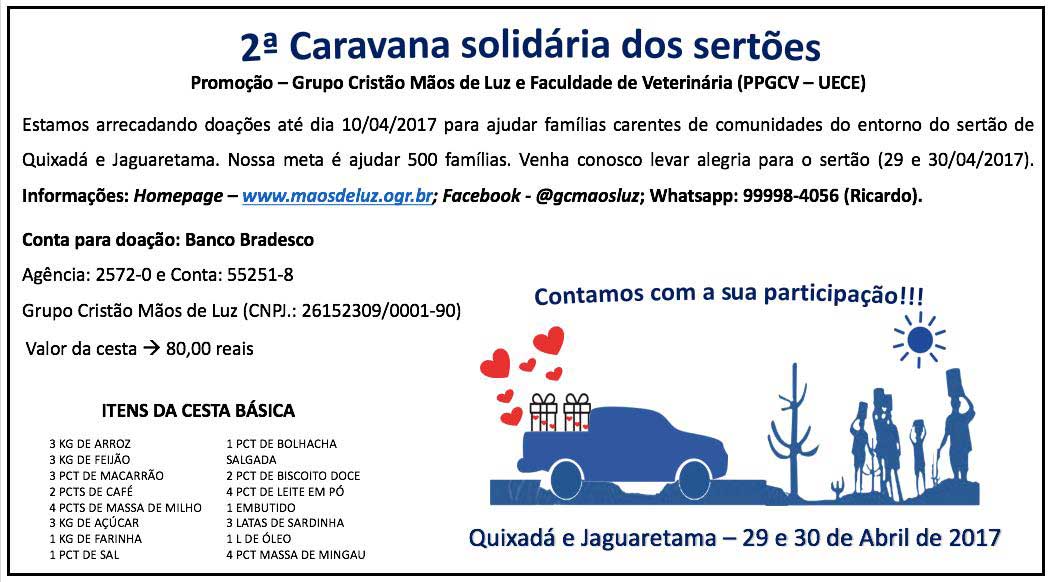 2ª Caravana solidária dos sertões
Promoção – Grupo Cristão Mãos de Luz e Faculdade de Veterinária (PPGCV – UECE)
Estamos arrecadando doações até dia 10/04/2017 para ajudar famílias carentes de comunidades do entorno do sertão de
Quixadá e Jaguaretama. Nossa meta é ajudar 500 famílias. Venha conosco levar alegria para o sertão (29 e 30/04/2017).
Informações: Homepage – www.maosdeluz.ogr.br; Facebook - @gcmaosluz; Whatsapp: 99998-4056 (Ricardo).
Conta para doação: Banco Bradesco
Agência: 2572-0 e Conta: 55251-8
Grupo Cristão Mãos de Luz (CNPJ.: 26152309/0001-90)
Valor da cesta → 80,00 reais
ITENS DA CESTA BÁSICA
3 KG DE ARROZ
3 KG DE FEIJÃO
3 PCT DE MACARRÃO
2 PCTS DE CAFÉ
4 PCTS DE MASSA DE MILHO
3 KG DE AÇÚCAR
1 KG DE FARINHA
1 PCT DE SAL
1 PCT DE BOLHACHA
SALGADA
2 PCT DE BISCOITO DOCE
4 PCT DE LEITE EM PÓ
1 EMBUTIDO
3 LATAS DE SARDINHA
1 L DE ÓLEO
4 PCT MASSA DE MINGAU
Contamos com a sua participação!!!
Quixadá e Jaguaretama – 29 e 30 de Abril de 2017